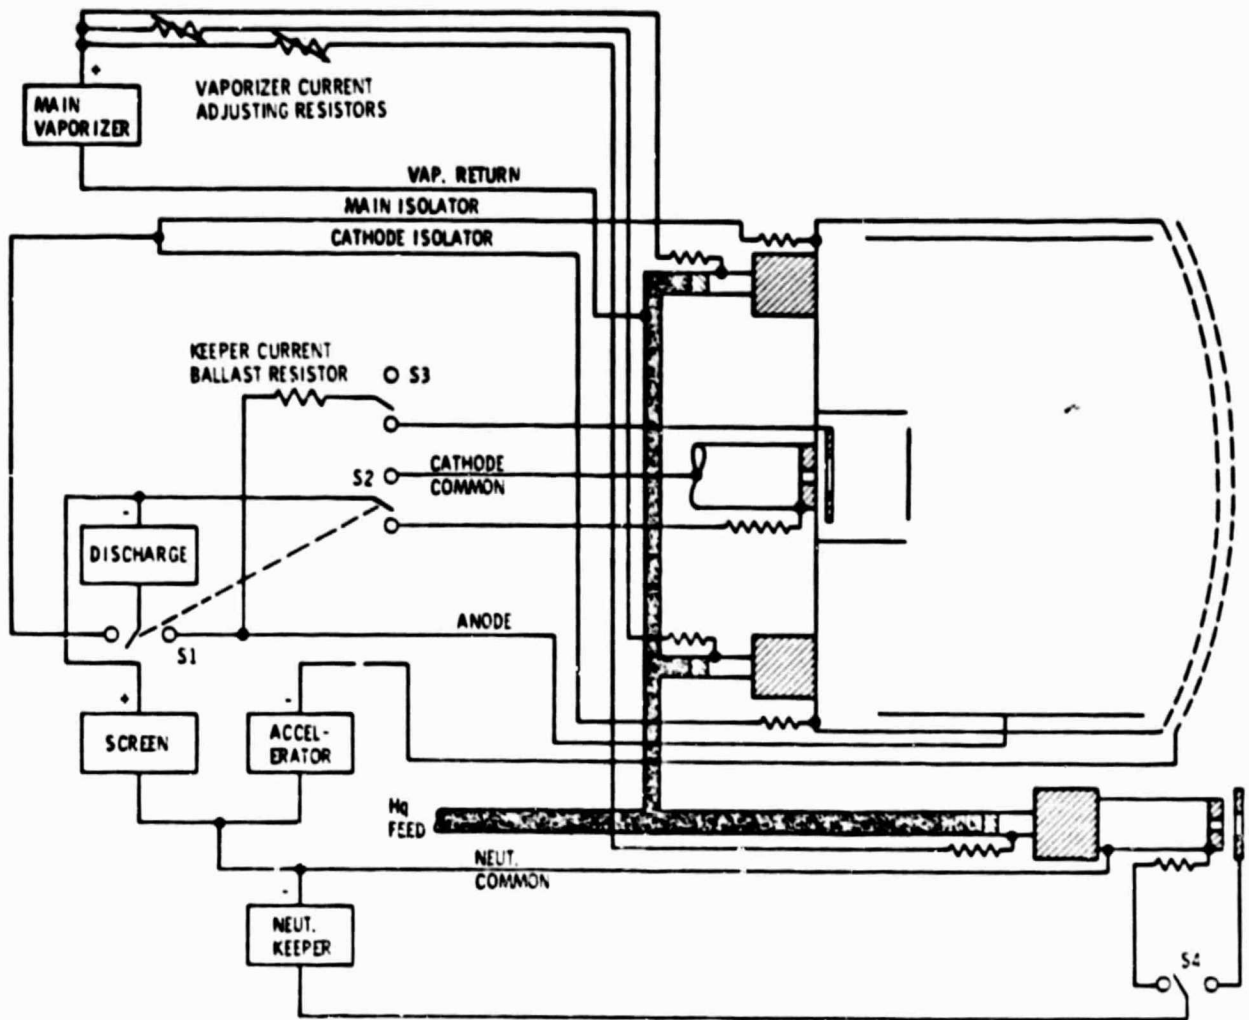 +
MAIN
VAPORIZER
VAPORIZER CURRENT
ADJUSTING RESISTORS
VAP. RETURN
MAIN ISOLATOR
CATHODE ISOLATOR
KEEPER CURRENT
BALLAST RESISTOR
S3
S2
CATHODE
COMMON
-
DISCHARGE
S1
ANODE
+
SCREEN
-
ACCEL-
ERATOR
Hg
FEED
NEUT.
COMMON
-
NEUT.
KEEPER
S4